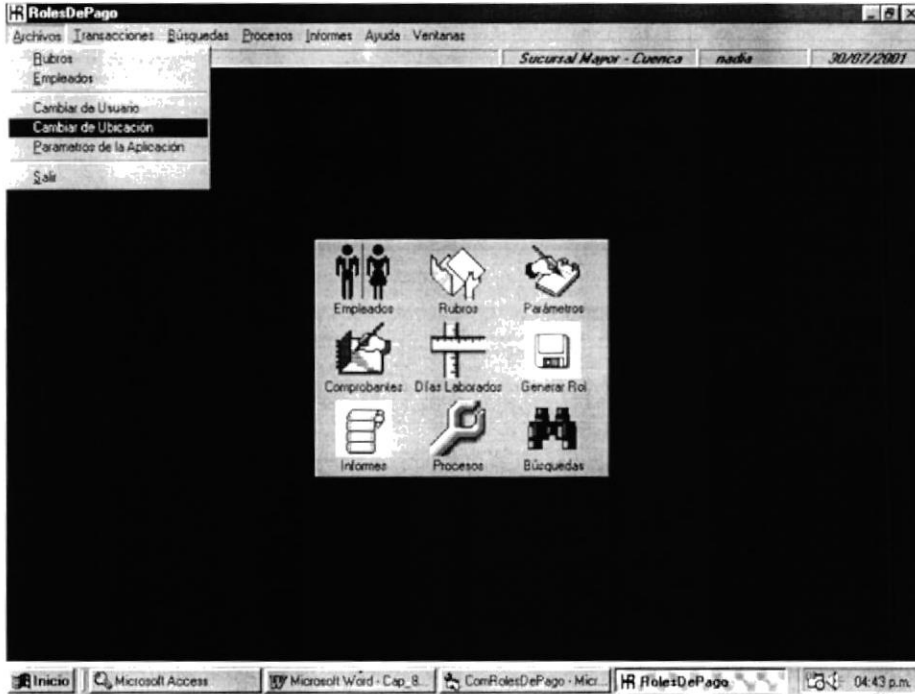 RolesDePago
Archivos Transacciones Búsquedas Procesos Informes Ayuda Ventanas
Sucursal Mayor - Cuenca nadia 30/07/2001
Rubros
Empleados
Cambiar de Usuario
Cambiar de Ubicación
Parametros de la Aplicación
Salir
Empleados Rubros Parámetros
Comprobantes Días Laborados Generar Rol
Informes Procesos Búsquedas
Inicio Microsoft Access Microsoft Word - Cap_8... ComRolesDePago - Micr... RolesDePago 04:43 p.m.